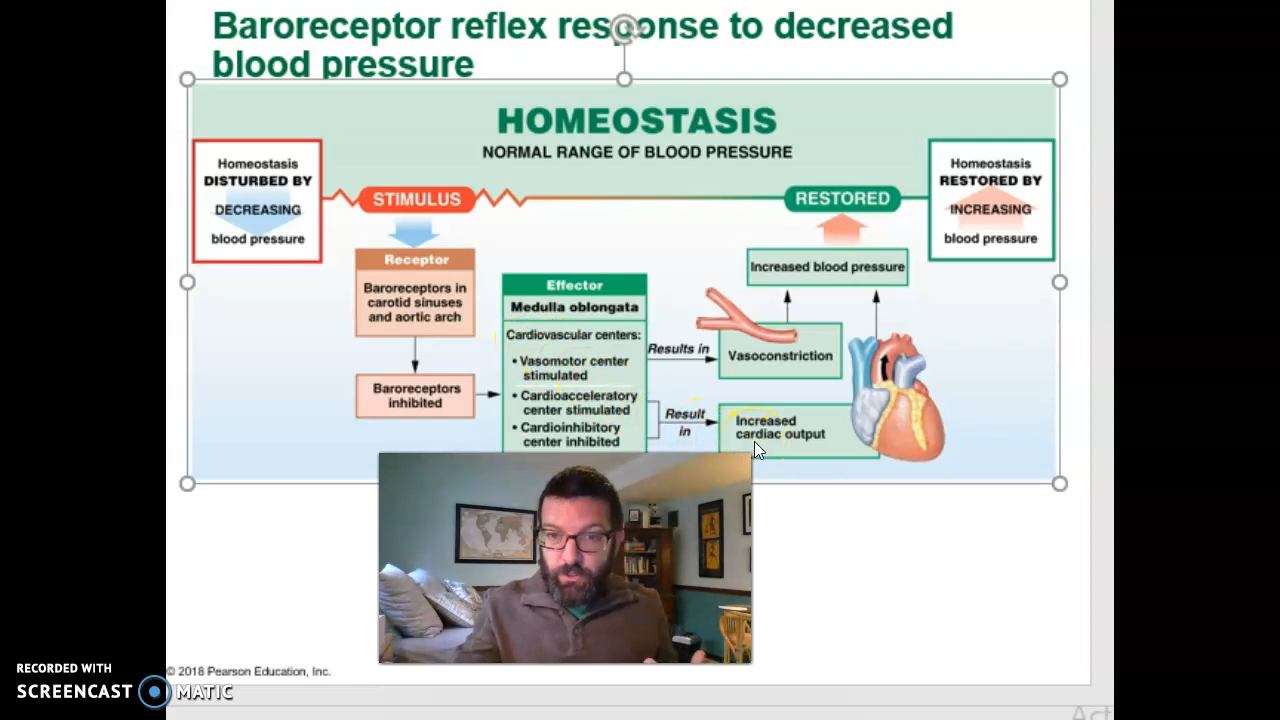 Baroreceptor reflex response to decreased
blood pressure
HOMEOSTASIS
NORMAL RANGE OF BLOOD PRESSURE
Homeostasis
DISTURBED BY
DECREASING
blood pressure
STIMULUS
RESTORED
Homeostasis
RESTORED BY
INCREASING
blood pressure
Receptor
Baroreceptors in
carotid sinuses
and aortic arch
Baroreceptors
inhibited
Effector
Medulla oblongata
Cardiovascular centers:
• Vasomotor center
stimulated
• Cardioacceleratory
center stimulated
• Cardioinhibitory
center inhibited
Results in
Result
in
Increased blood pressure
Vasoconstriction
Increased
cardiac output
© 2018 Pearson Education, Inc.
RECORDED WITH
SCREENCAST MATIC
Act